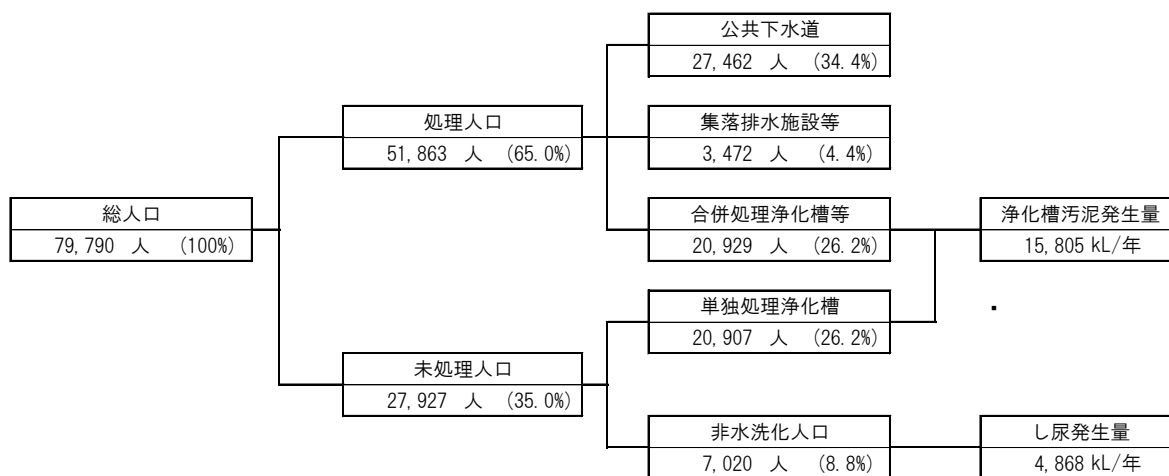 公共下水道
27,462 人 (34.4%)
処理人口
51,863 人 (65.0%)
集落排水施設等
3,472 人 (4.4%)
総人口
79,790 人 (100%)
合併処理浄化槽等
20,929 人 (26.2%)
浄化槽汚泥発生量
15,805 kL/年
単独処理浄化槽
20,907 人 (26.2%)
未処理人口
27,927 人 (35.0%)
非水洗化人口
7,020 人 (8.8%)
し尿発生量
4,868 kL/年